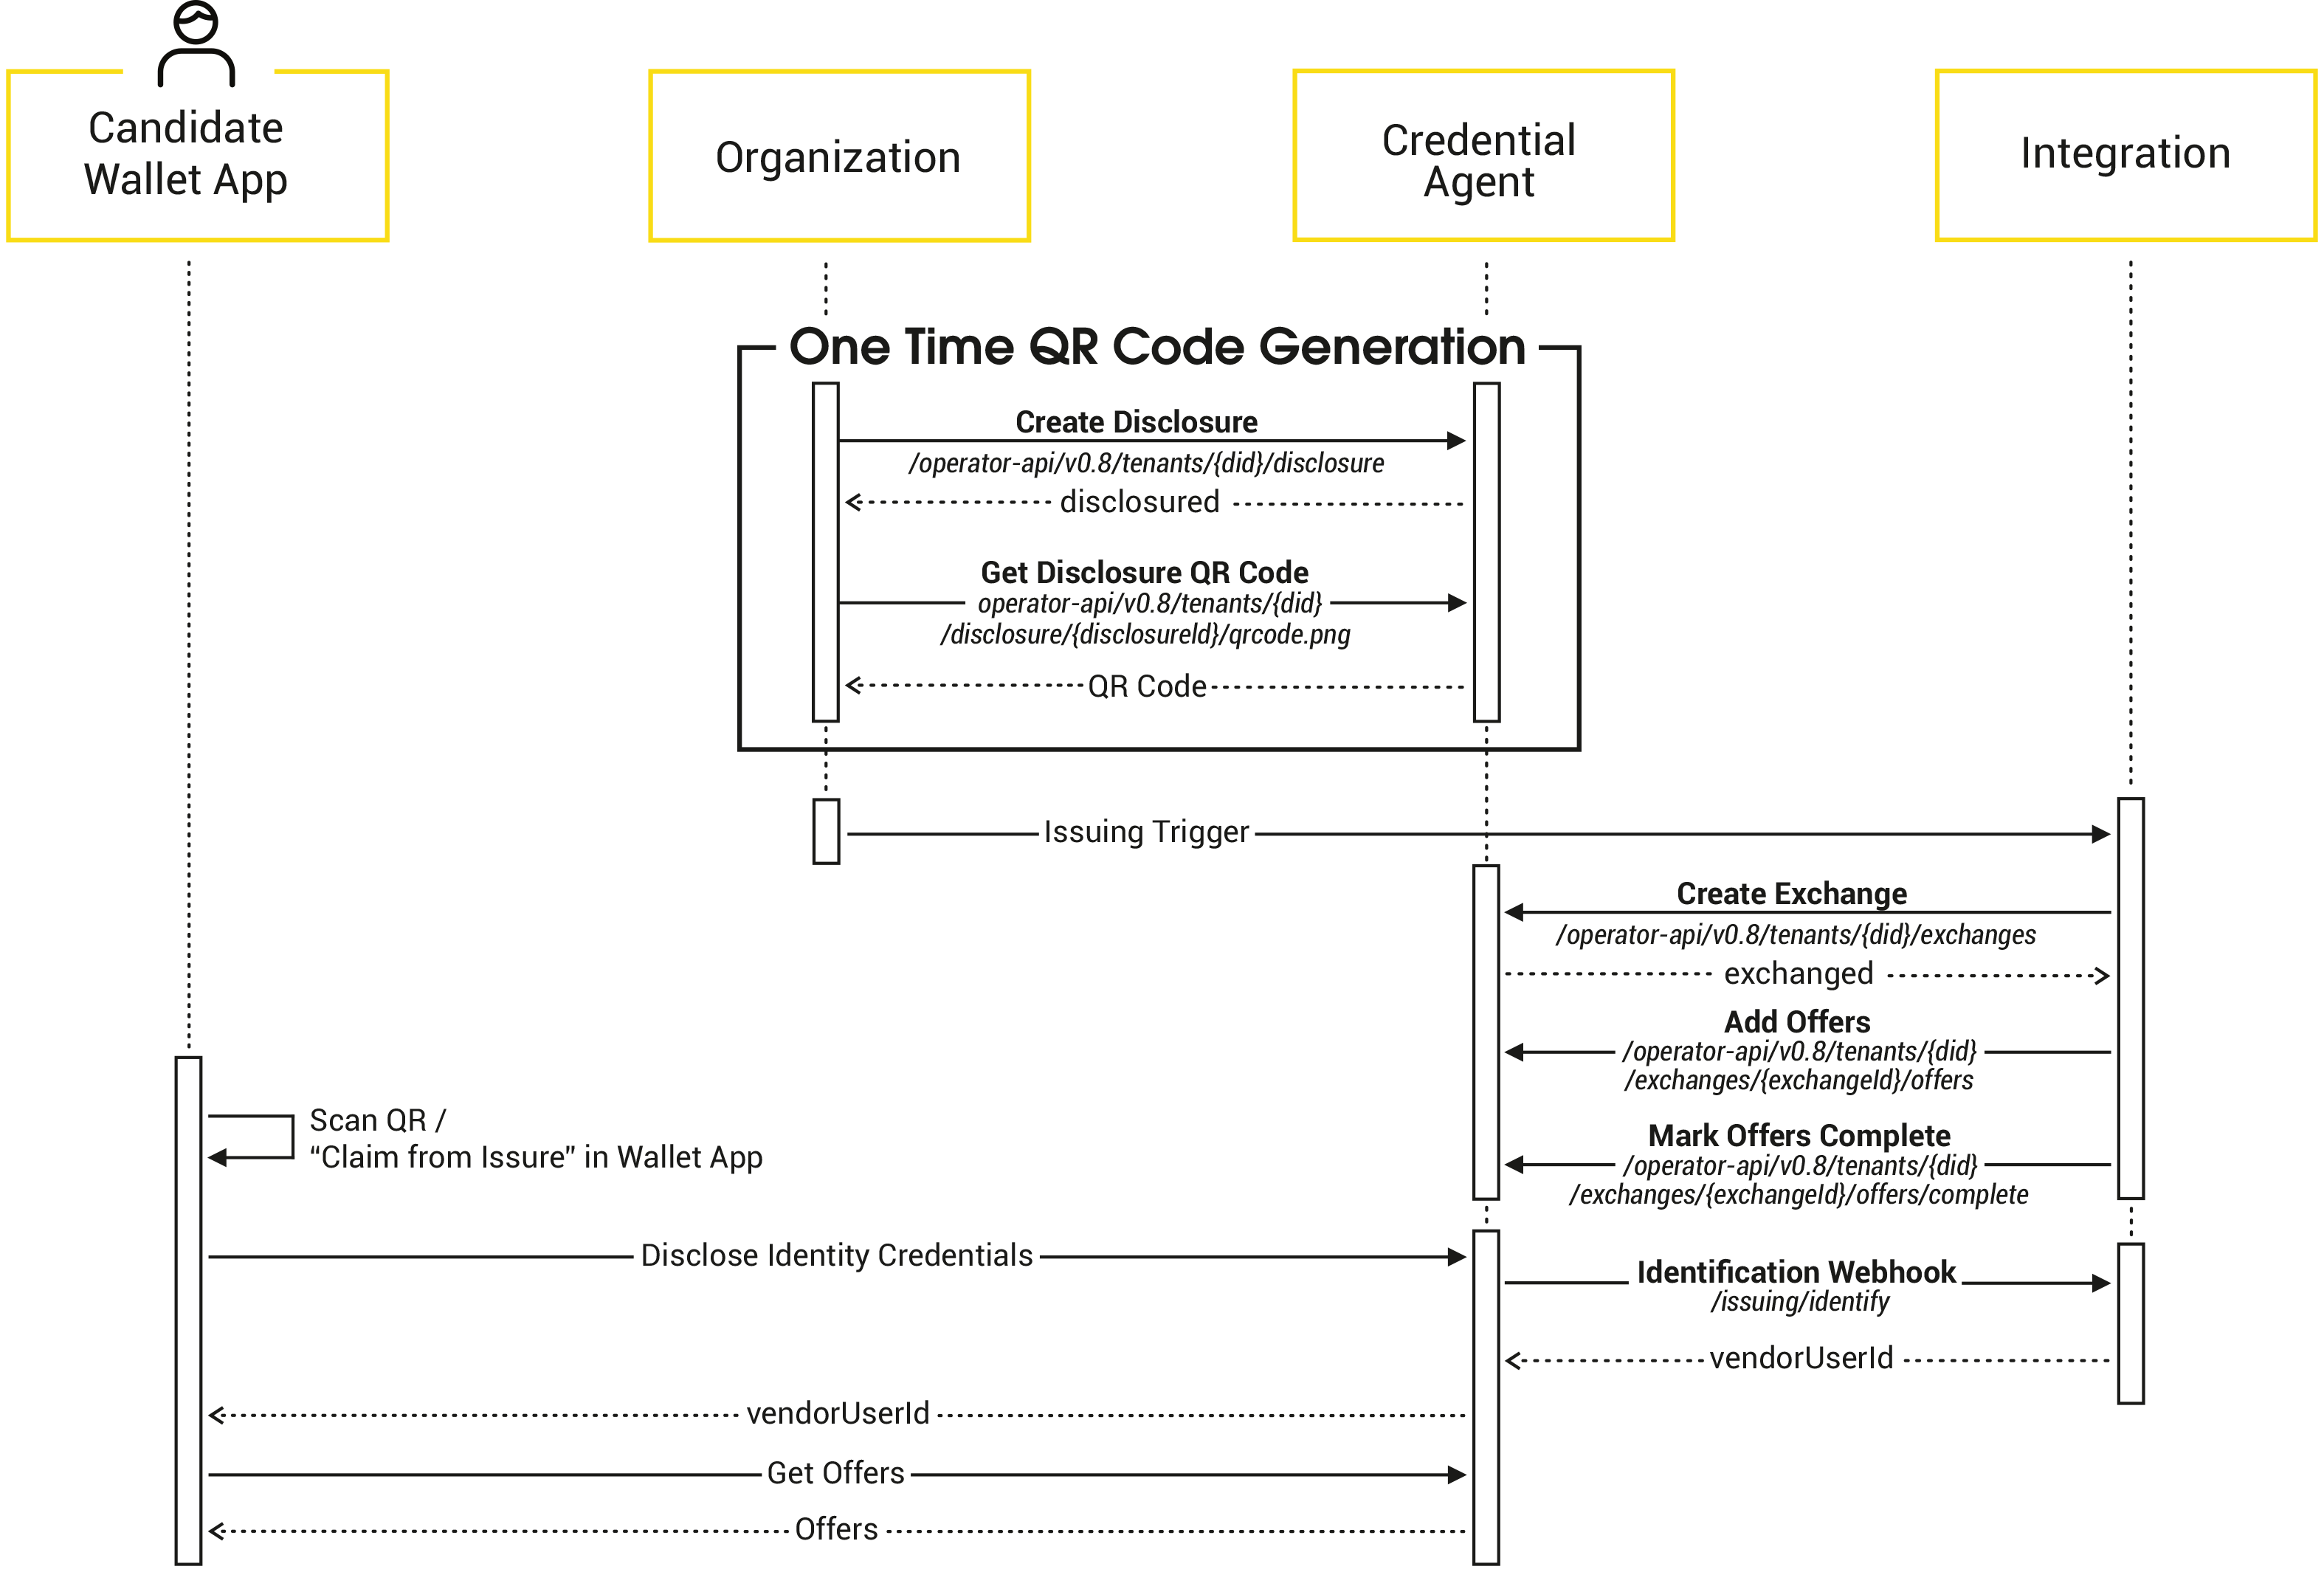 Candidate
Wallet App
Organization
Credential
Agent
Integration
One Time QR Code Generation
Create Disclosure
/operator-api/v0.8/tenants/{did}/disclosure
disclosured
Get Disclosure QR Code
operator-api/v0.8/tenants/{did}
/disclosure/{disclosureId}/qrcode.png
QR Code
Issuing Trigger
Create Exchange
/operator-api/v0.8/tenants/{did}/exchanges
exchanged
Add Offers
/operator-api/v0.8/tenants/{did}
/exchanges/{exchangeId}/offers
Scan QR /
“Claim from Issure” in Wallet App
Mark Offers Complete
/operator-api/v0.8/tenants/{did}
/exchanges/{exchangeId}/offers/complete
Disclose Identity Credentials
Identification Webhook
/issuing/identify
vendorUserId
vendorUserId
Get Offers
Offers